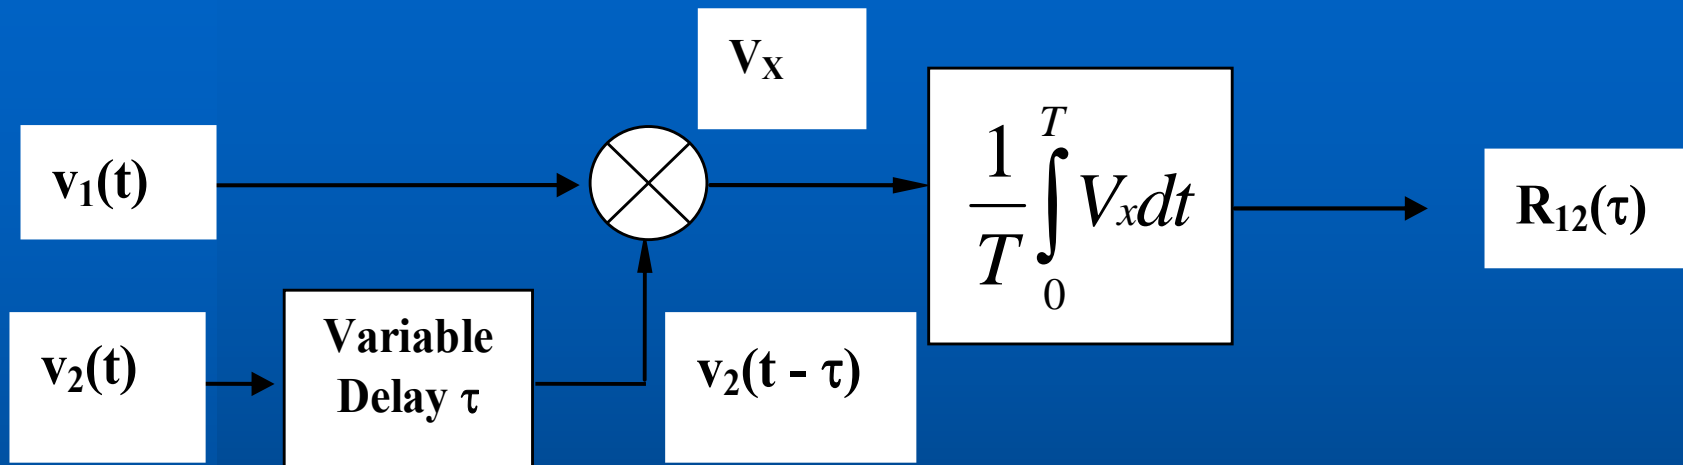 Vx
v1(t)
1/T ∫₀ᵀ Vxdt
R12(τ)
v2(t)
Variable
Delay τ
v2(t - τ)